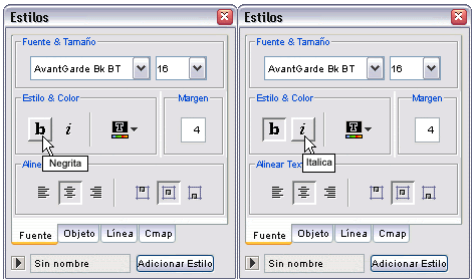 Estilos
Fuente & Tamaño
AvantGarde Bk BT 16
Estilo & Color Margen
b i T 4
Negrita
Aline
Fuente Objeto Línea Cmap
Sin nombre Adicionar Estilo
Estilos
Fuente & Tamaño
AvantGarde Bk BT 16
Estilo & Color Margen
b i T 4
Italica
Alinear Tex
Fuente Objeto Línea Cmap
Sin nombre Adicionar Estilo